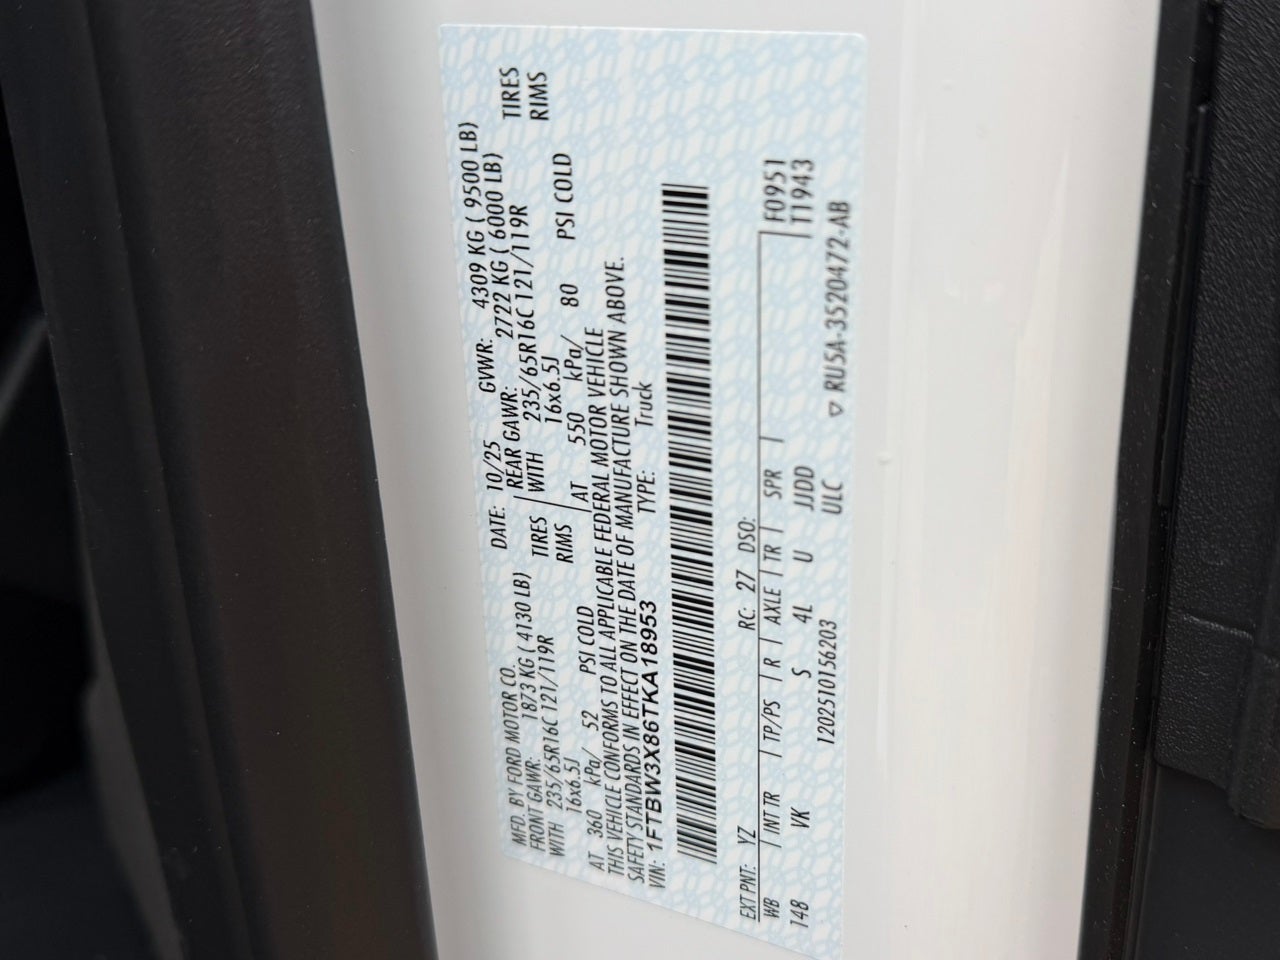 MFD. BY FORD MOTOR CO. DATE: 10/25 GVWR: 4309 KG ( 9500 LB)
FRONT GAWR: 1873 KG ( 4130 LB) REAR GAWR: 2722 KG ( 6000 LB)
WITH 235/65R16C 121/119R TIRES WITH 235/65R16C 121/119R TIRES
16x6.5J RIMS 16x6.5J RIMS
AT 360 kPa/ 52 PSI COLD AT 550 kPa/ 80 PSI COLD
THIS VEHICLE CONFORMS TO ALL APPLICABLE FEDERAL MOTOR VEHICLE
SAFETY STANDARDS IN EFFECT ON THE DATE OF MANUFACTURE SHOWN ABOVE.
VIN: 1FTBW3X86TKA18953 TYPE: Truck
EXT PNT: YZ RC: 27 DSO: F0951
WB INT TR TP/PS R AXLE TR SPR T1943
148 VK S 4L U JJDD
1202510156203 ULC ▽ RU5A-3520472-AB